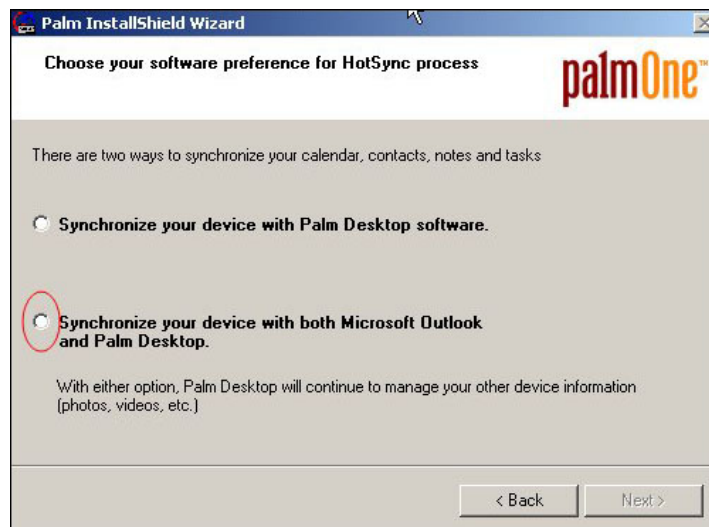 Palm InstallShield Wizard
Choose your software preference for HotSync process
palmOne™
There are two ways to synchronize your calendar, contacts, notes and tasks
Synchronize your device with Palm Desktop software.
Synchronize your device with both Microsoft Outlook
and Palm Desktop.
With either option, Palm Desktop will continue to manage your other device information
(photos, videos, etc.)
< Back
Next >